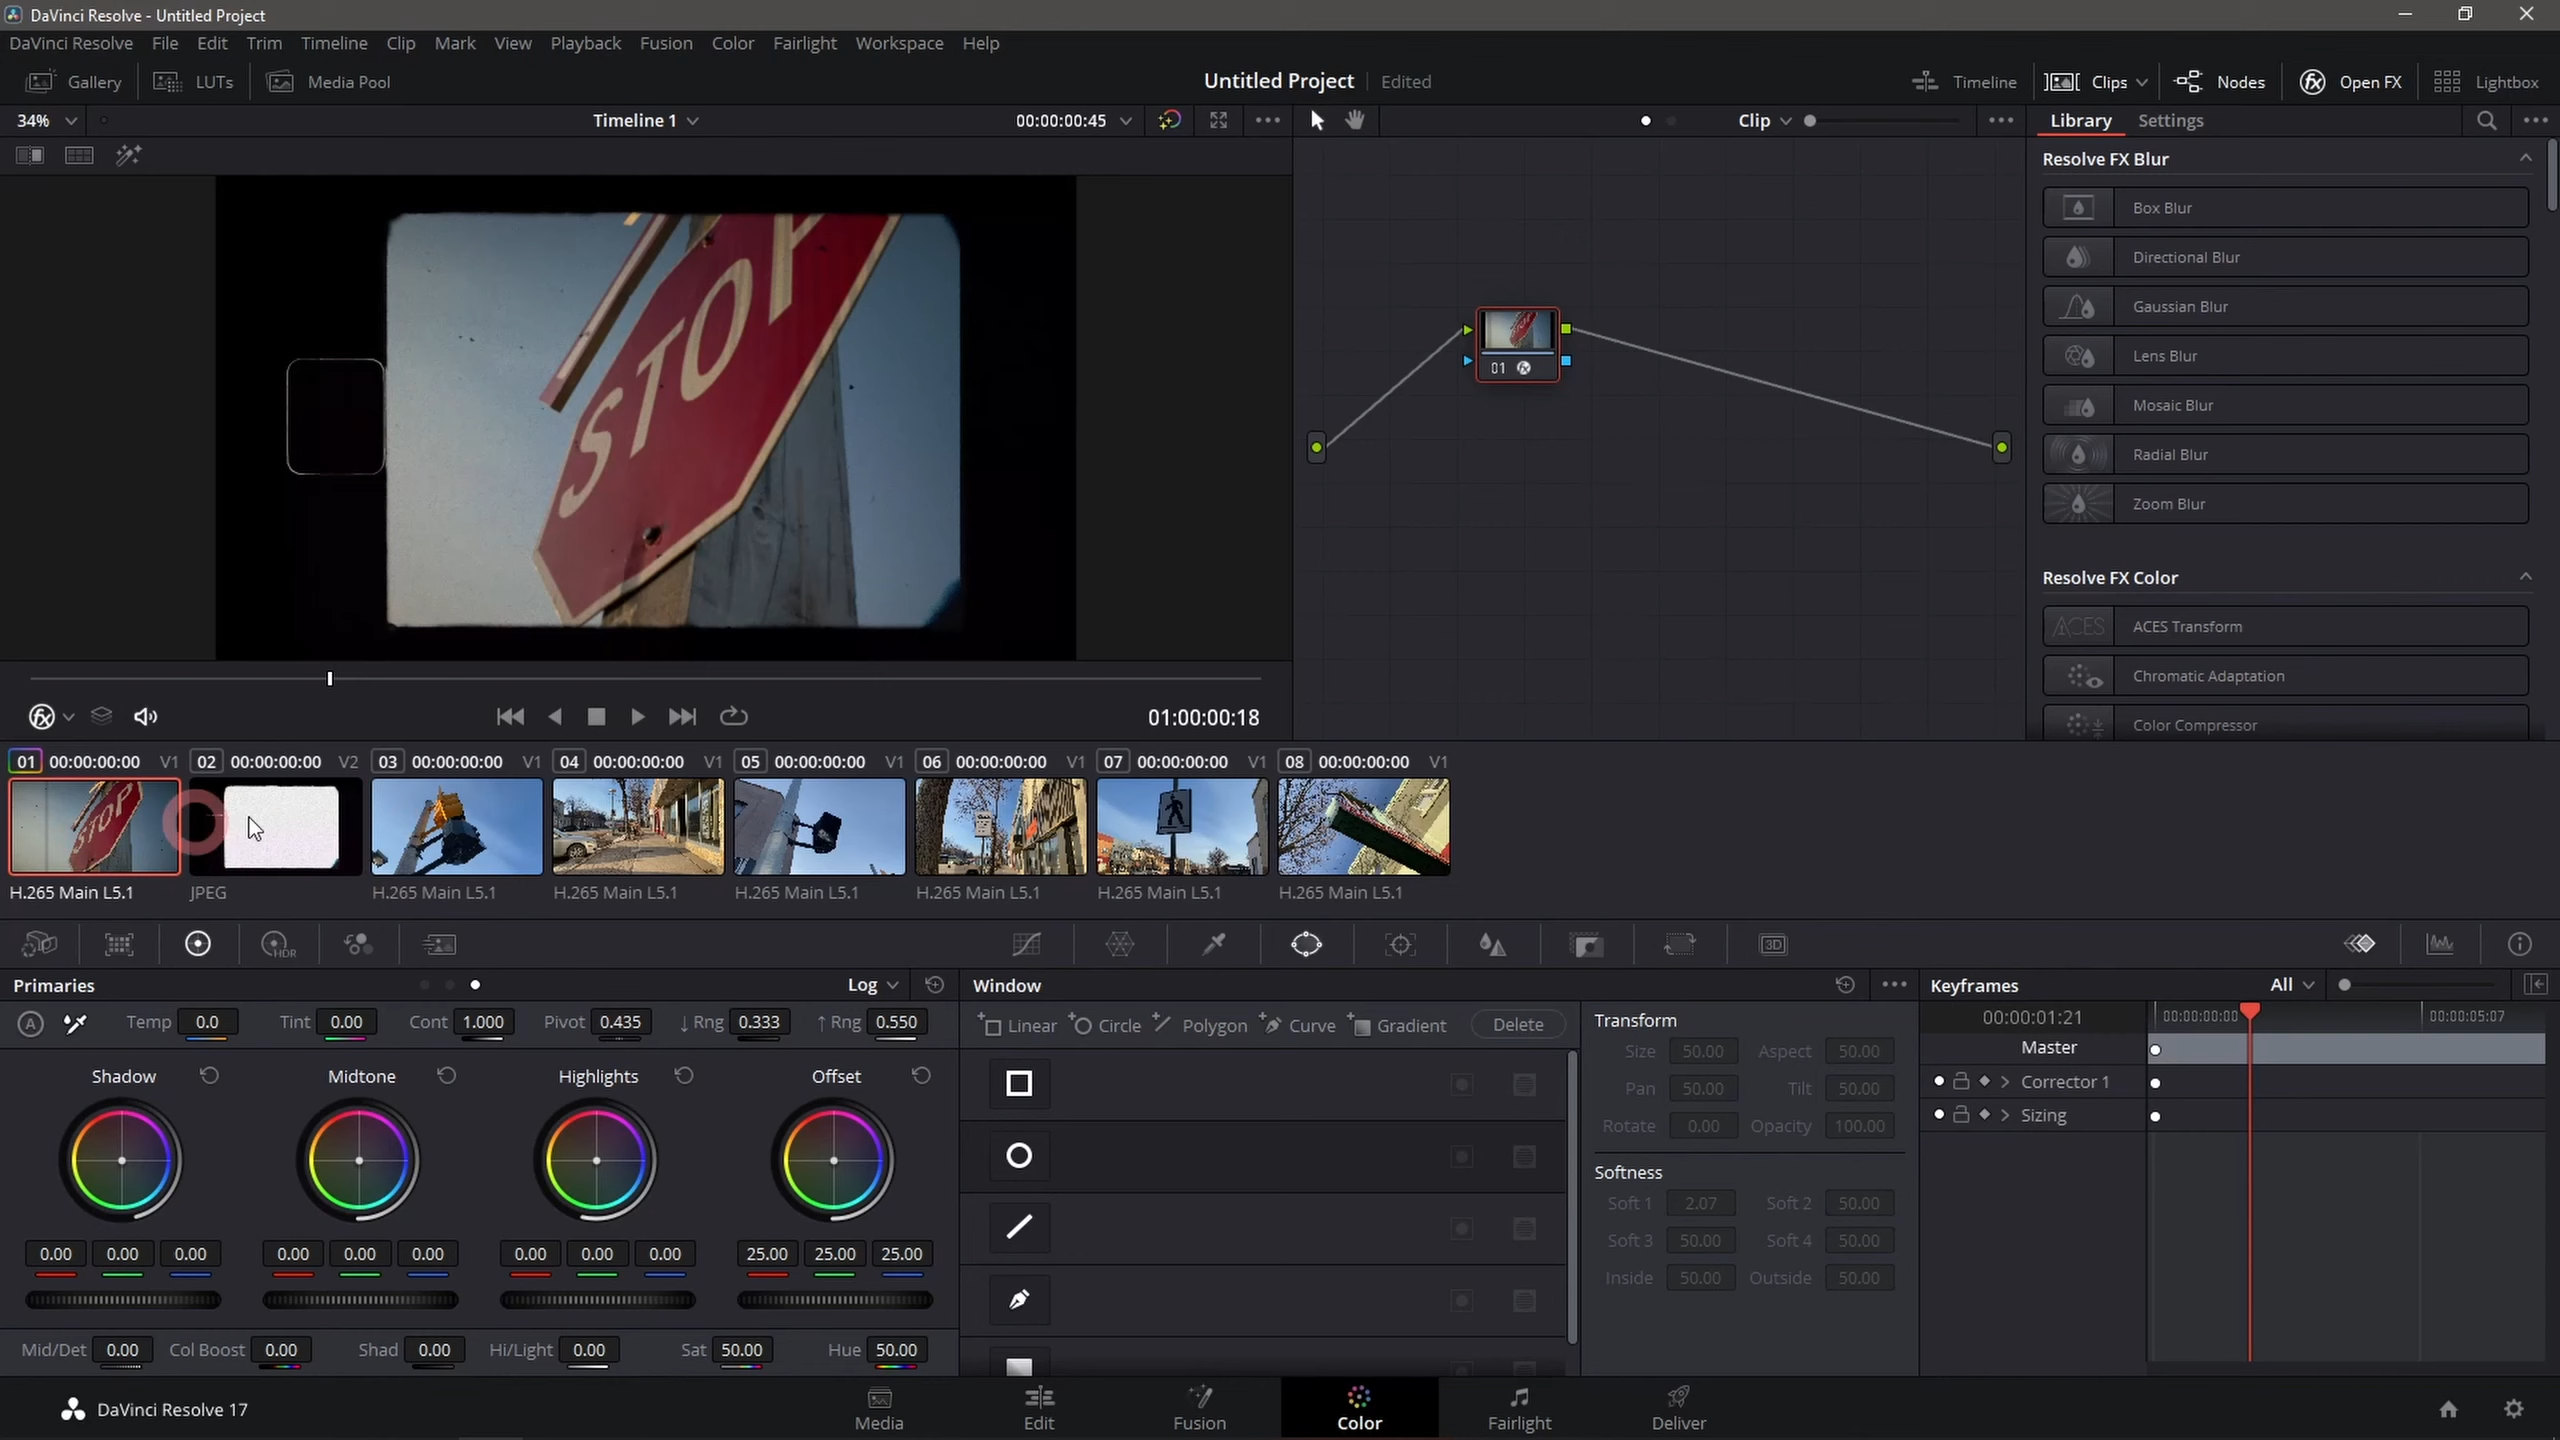 DaVinci Resolve - Untitled Project
DaVinci Resolve File Edit Trim Timeline Clip Mark View Playback Fusion Color Fairlight Workspace Help
Gallery LUTs Media Pool Untitled Project Edited Timeline Clips Nodes Open FX Lightbox
34% Timeline 1 00:00:00:45 Clip Library Settings
Resolve FX Blur
Box Blur
Directional Blur
Gaussian Blur
Lens Blur
Mosaic Blur
Radial Blur
Zoom Blur
Resolve FX Color
ACES ACES Transform
Chromatic Adaptation
Color Compressor
STOP
01
01:00:00:18
01 00:00:00:00 V1 02 00:00:00:00 V2 03 00:00:00:00 V1 04 00:00:00:00 V1 05 00:00:00:00 V1 06 00:00:00:00 V1 07 00:00:00:00 V1 08 00:00:00:00 V1
STOP
H.265 Main L5.1 JPEG H.265 Main L5.1 H.265 Main L5.1 H.265 Main L5.1 H.265 Main L5.1 H.265 Main L5.1 H.265 Main L5.1
HDR 3D
Primaries Log Window Keyframes All
A Temp 0.0 Tint 0.00 Cont 1.000 Pivot 0.435 ↓ Rng 0.333 ↑ Rng 0.550
Shadow Midtone Highlights Offset
0.00 0.00 0.00 0.00 0.00 0.00 0.00 0.00 0.00 25.00 25.00 25.00
Mid/Det 0.00 Col Boost 0.00 Shad 0.00 Hi/Light 0.00 Sat 50.00 Hue 50.00
Linear Circle Polygon Curve Gradient Delete
Transform
Size 50.00 Aspect 50.00
Pan 50.00 Tilt 50.00
Rotate 0.00 Opacity 100.00
Softness
Soft 1 2.07 Soft 2 50.00
Soft 3 50.00 Soft 4 50.00
Inside 50.00 Outside 50.00
00:00:01:21 00:00:00:00 00:00:05:07
Master
Corrector 1
Sizing
DaVinci Resolve 17 Media Edit Fusion Color Fairlight Deliver